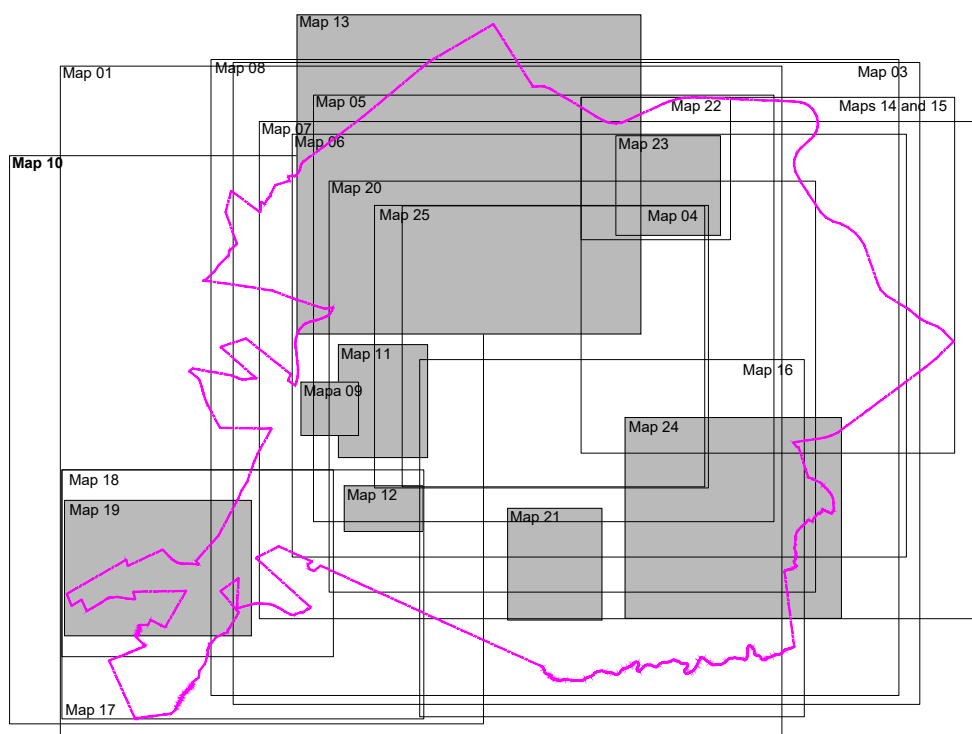 Map 13
Map 01
Map 08
Map 03
Map 05
Map 22
Maps 14 and 15
Map 07
Map 06
Map 23
Map 10
Map 20
Map 25
Map 04
Map 11
Map 16
Mapa 09
Map 24
Map 18
Map 12
Map 19
Map 21
Map 17